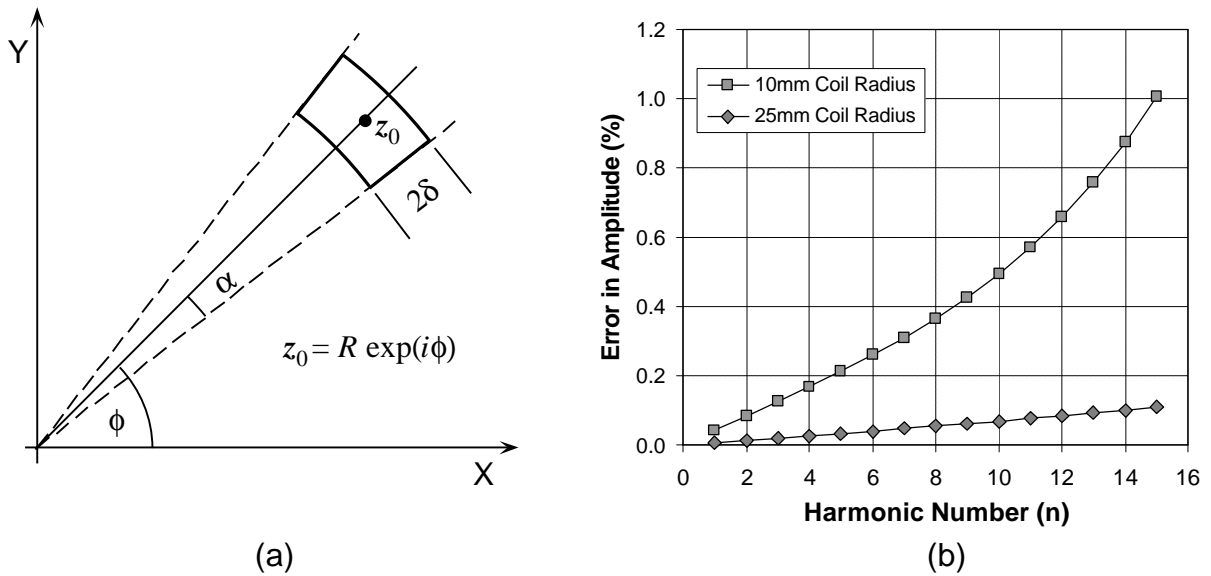 Y
z0
2δ
α
z0 = R exp(iϕ)
ϕ
X
(a)
1.2
1.0
0.8
0.6
0.4
0.2
0.0
Error in Amplitude (%)
10mm Coil Radius
25mm Coil Radius
0 2 4 6 8 10 12 14 16
Harmonic Number (n)
(b)